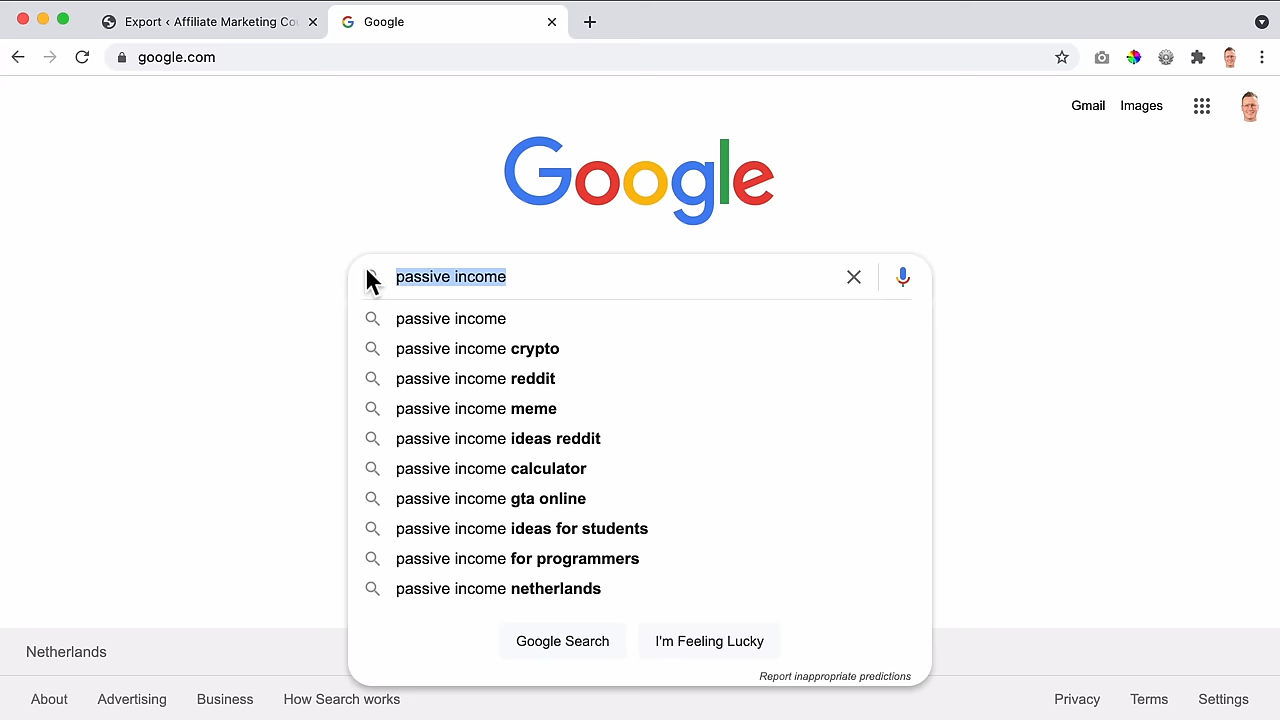 Export ‹ Affiliate Marketing Co
Google
google.com
Gmail Images
Google
passive income
passive income
passive income crypto
passive income reddit
passive income meme
passive income ideas reddit
passive income calculator
passive income gta online
passive income ideas for students
passive income for programmers
passive income netherlands
Google Search I'm Feeling Lucky
Report inappropriate predictions
Netherlands
About Advertising Business How Search works Privacy Terms Settings